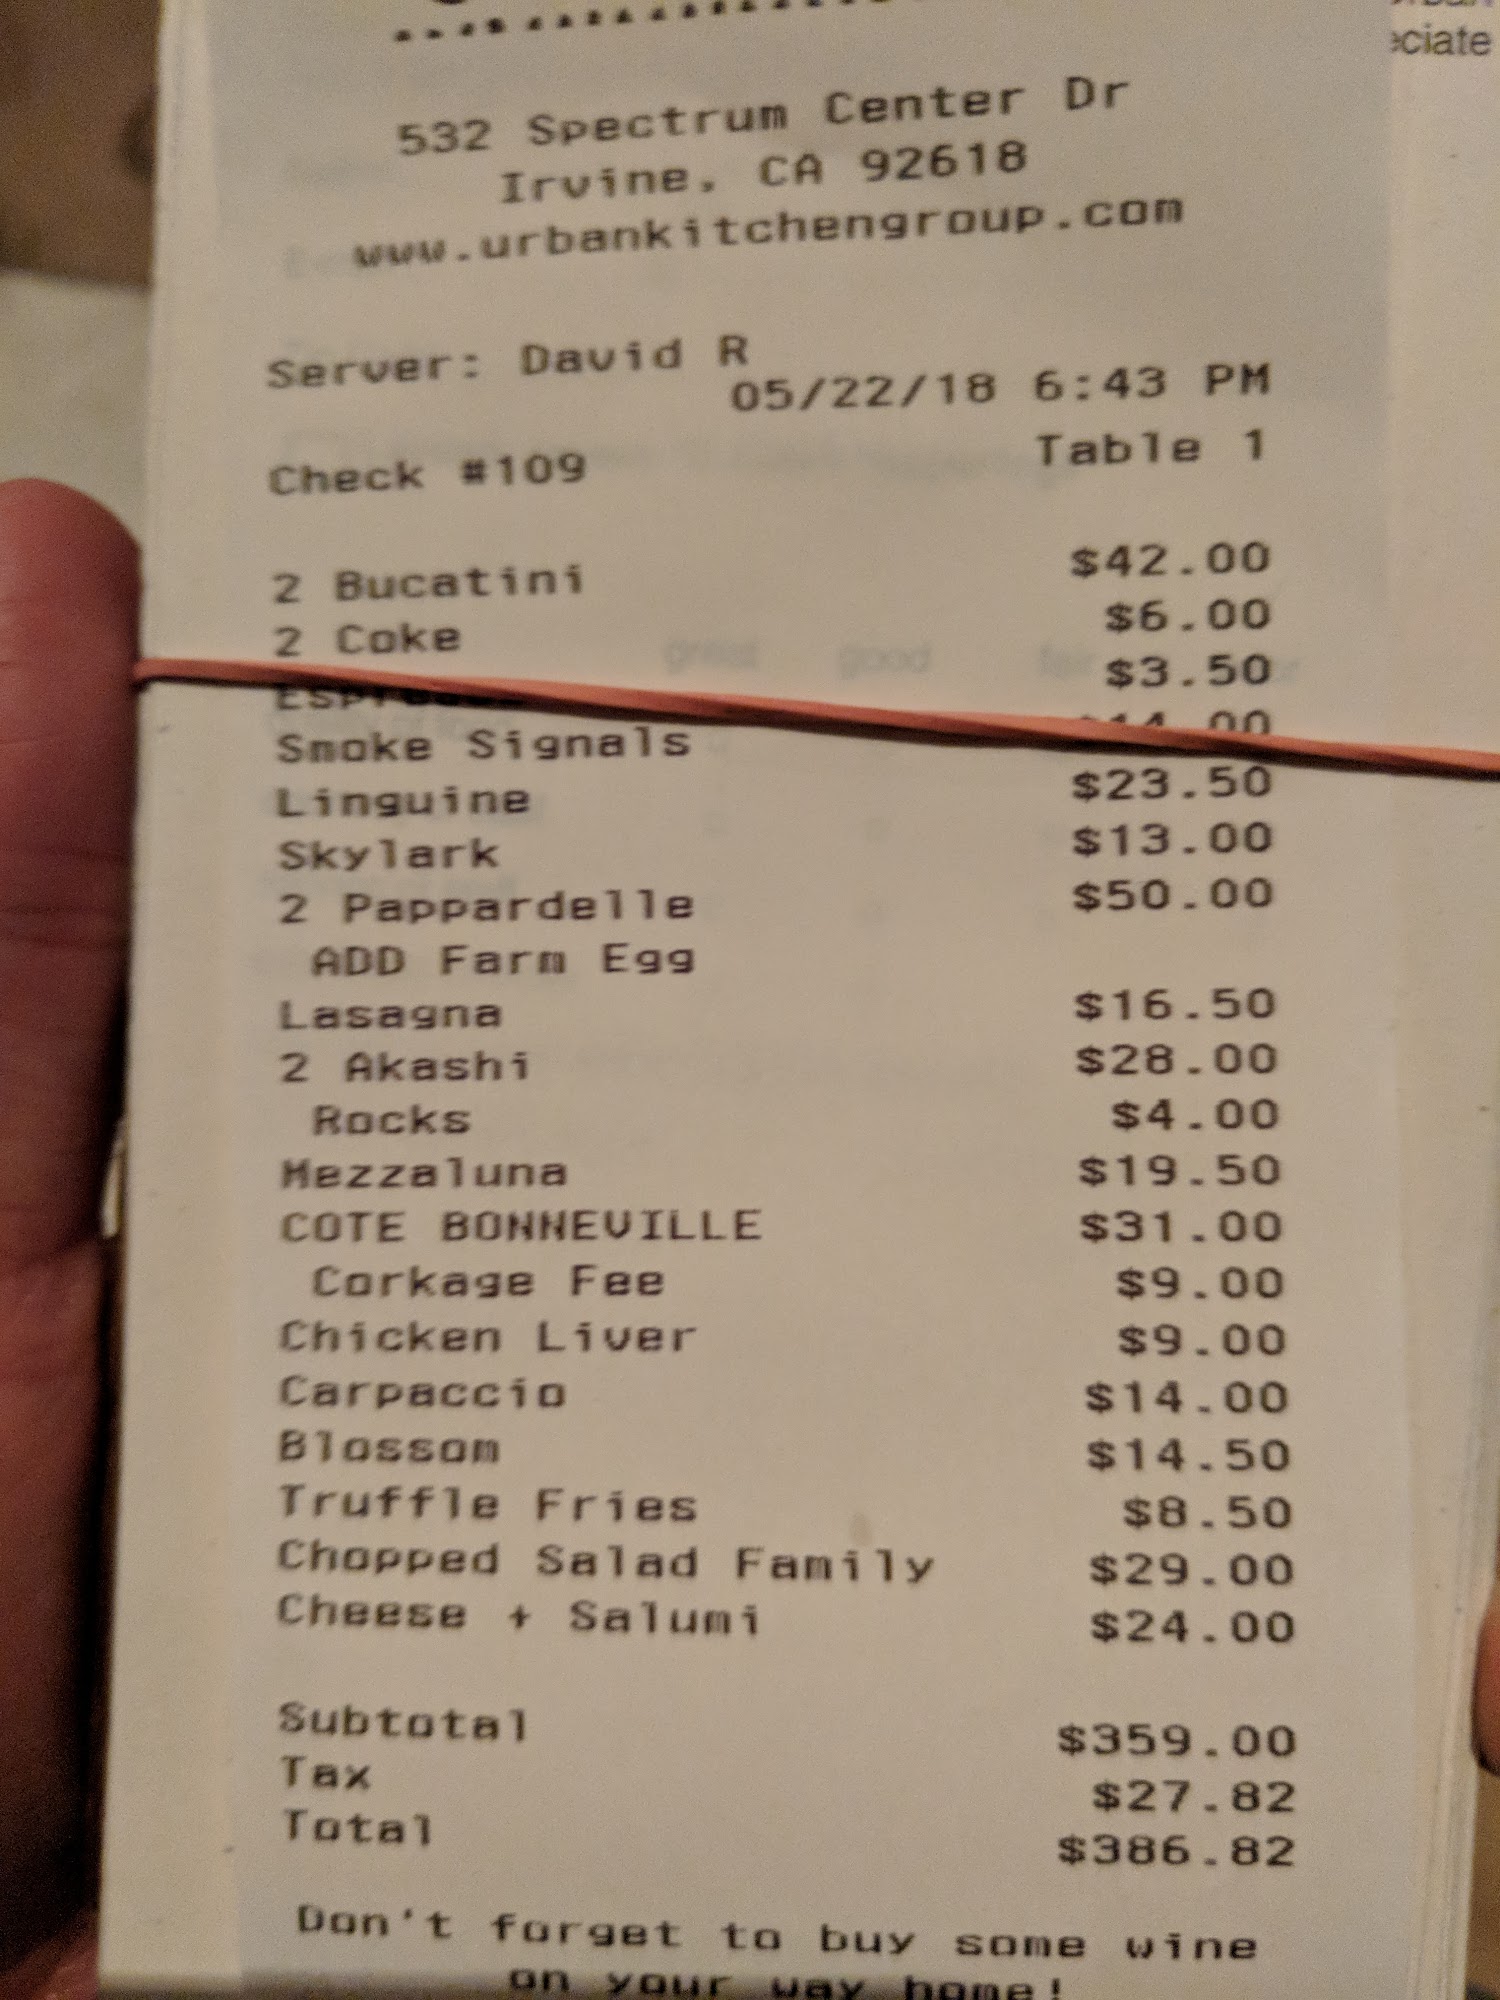 eciate
532 Spectrum Center Dr
Irvine, CA 92618
www.urbankitchengroup.com
Server: David R
05/22/18 6:43 PM
Check #109 Table 1
2 Bucatini $42.00
2 Coke $6.00
$3.50
Smoke Signals
Linguine $23.50
Skylark $13.00
2 Pappardelle $50.00
ADD Farm Egg
Lasagna $16.50
2 Akashi $28.00
Rocks $4.00
Mezzaluna $19.50
COTE BONNEVILLE $31.00
Corkage Fee $9.00
Chicken Liver $9.00
Carpaccio $14.00
Blossom $14.50
Truffle Fries $8.50
Chopped Salad Family $29.00
Cheese + Salumi $24.00
Subtotal $359.00
Tax $27.82
Total $386.82
Don't forget to buy some wine
on your way home!